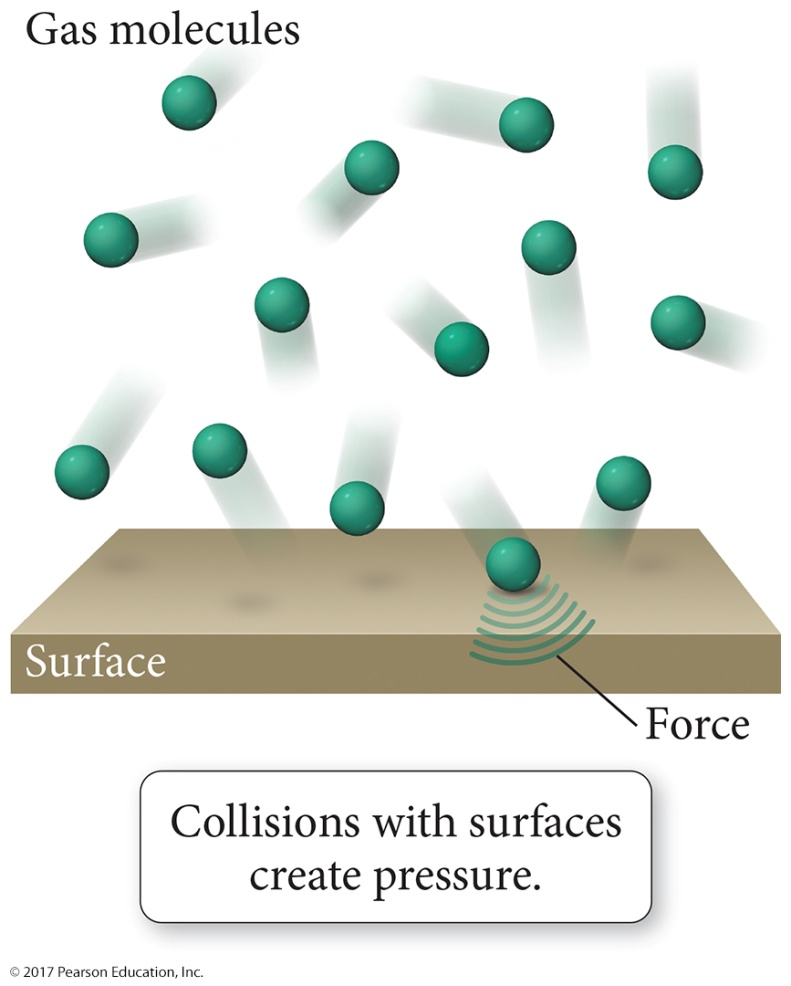 Gas molecules
Surface
Force
Collisions with surfaces
create pressure.
© 2017 Pearson Education, Inc.